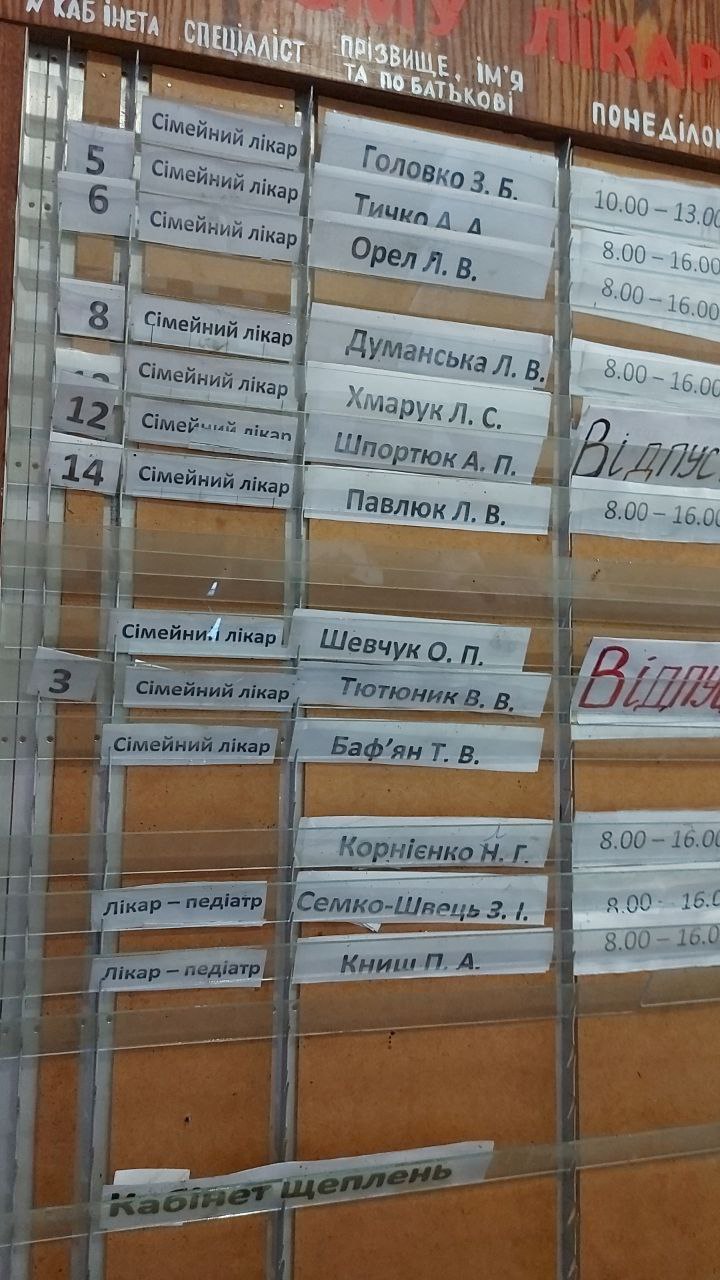 ЛІКАР
№ КАБІНЕТА СПЕЦІАЛІСТ ПРІЗВИЩЕ, ІМ'Я ТА ПО БАТЬКОВІ ПОНЕДІЛО
5 Сімейний лікар Головко З. Б. 10.00 – 13.00
6 Сімейний лікар Тичко А. А. 8.00 – 16.00
Сімейний лікар Орел Л. В. 8.00 – 16.00
8 Сімейний лікар Думанська Л. В. 8.00 – 16.00
Сімейний лікар Хмарук Л. С.
12 Сімейний лікар Шпортюк А. П. Відпус
14 Сімейний лікар Павлюк Л. В. 8.00 – 16.00
Сімейний лікар Шевчук О. П.
3 Сімейний лікар Тютюник В. В. Відпу
Сімейний лікар Баф'ян Т. В.
Корнієнко Н. Г. 8.00 – 16.00
Лікар – педіатр Семко-Швець З. І. 8.00 - 16.0
Лікар – педіатр Книш П. А. 8.00 – 16.0
Кабінет щеплень